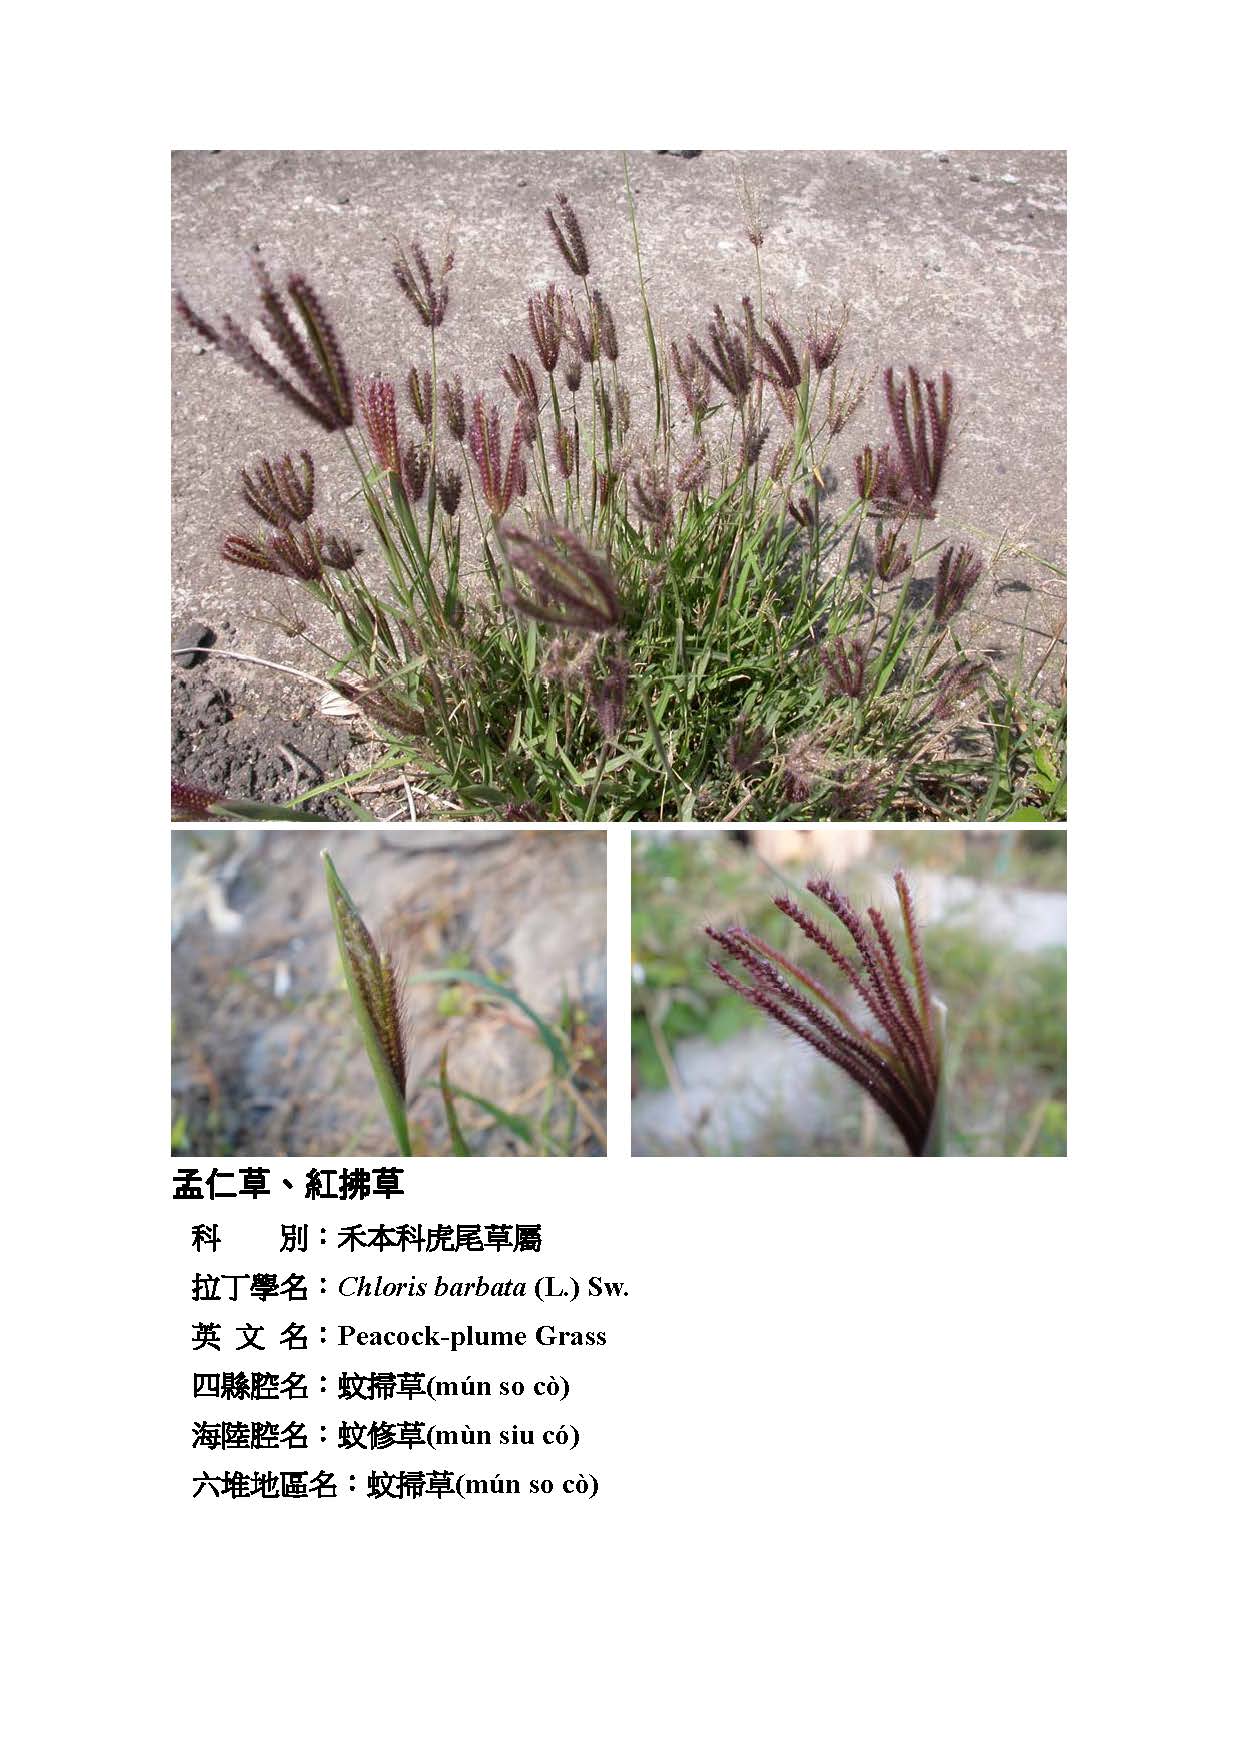 孟仁草、紅拂草
科　　別：禾本科虎尾草屬
拉丁學名：Chloris barbata (L.) Sw.
英 文 名：Peacock-plume Grass
四縣腔名：蚊掃草(mún so cò)
海陸腔名：蚊修草(mùn siu có)
六堆地區名：蚊掃草(mún so cò)